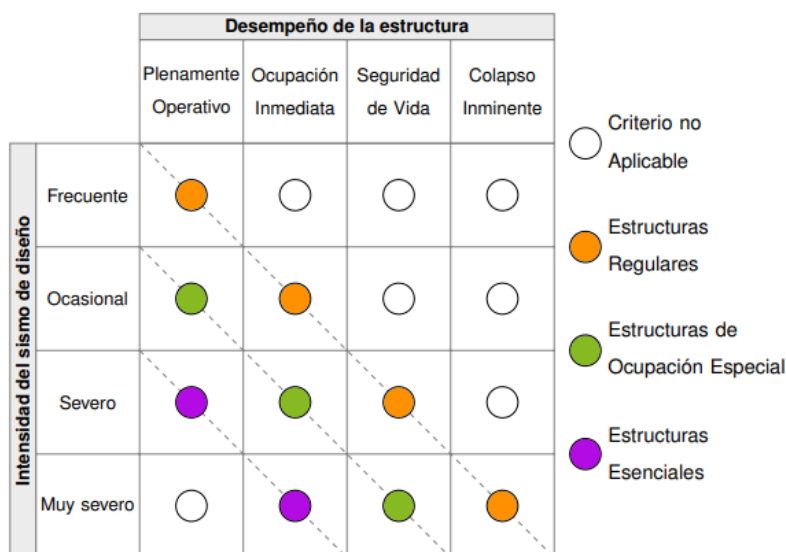 Desempeño de la estructura
Plenamente
Operativo
Ocupación
Inmediata
Seguridad
de Vida
Colapso
Inminente
Intensidad del sismo de diseño
Frecuente
Ocasional
Severo
Muy severo
Criterio no
Aplicable
Estructuras
Regulares
Estructuras de
Ocupación Especial
Estructuras
Esenciales